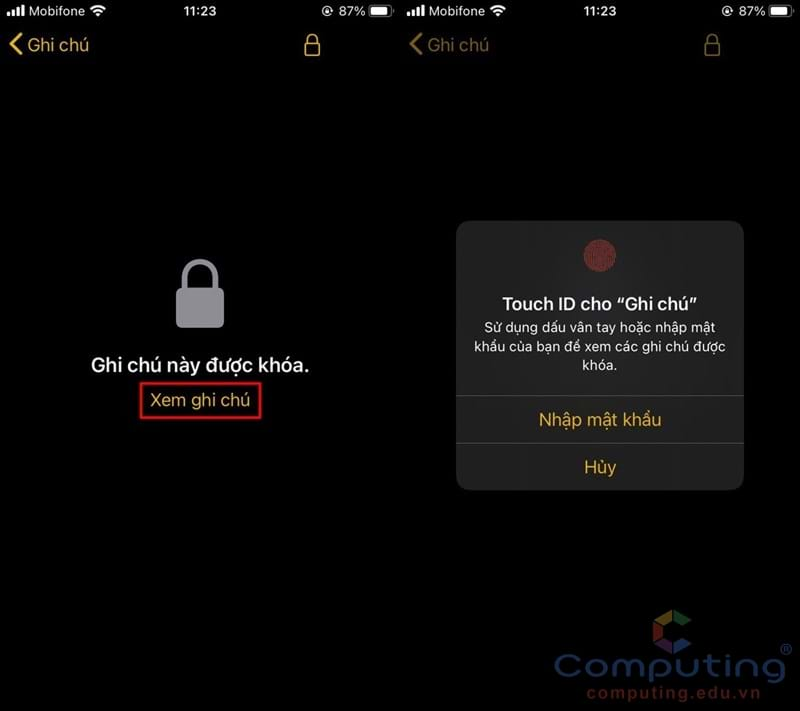 Mobifone 11:23 87%
Ghi chú
Ghi chú này được khóa.
Xem ghi chú
Mobifone 11:23 87%
Ghi chú
Touch ID cho “Ghi chú”
Sử dụng dấu vân tay hoặc nhập mật
khẩu của bạn để xem các ghi chú được
khóa.
Nhập mật khẩu
Hủy
Computing®
computing.edu.vn